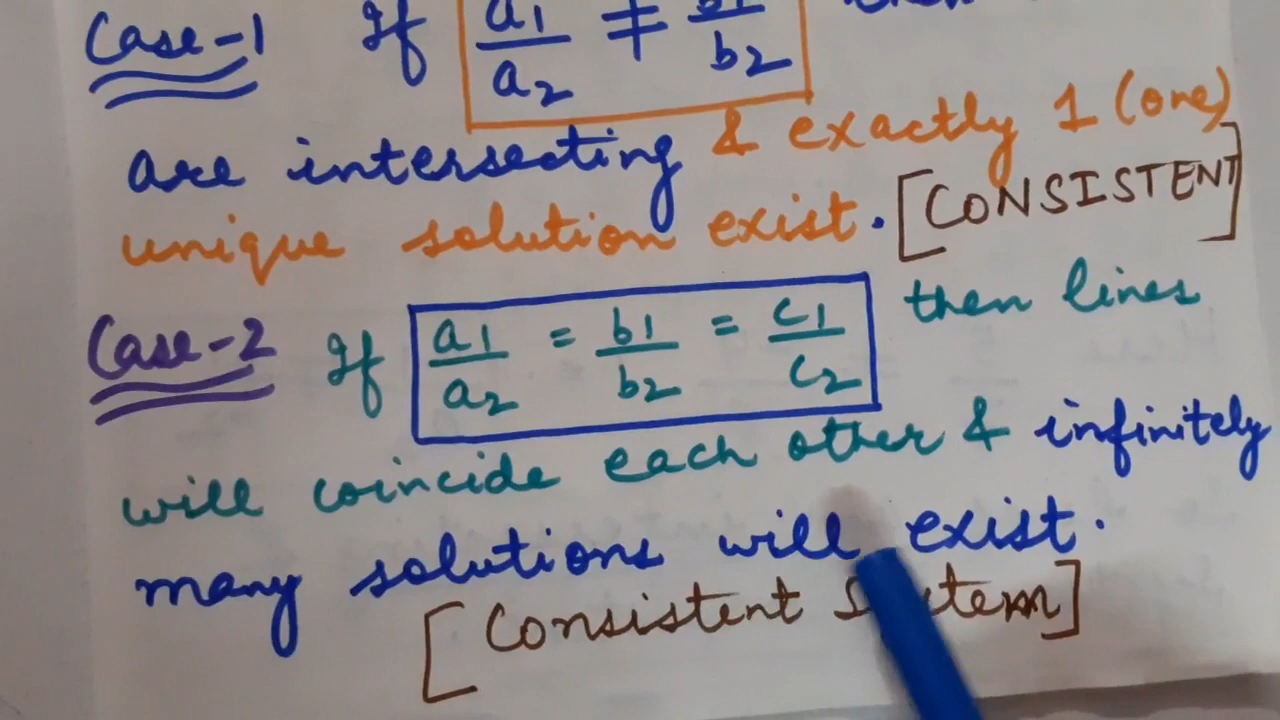 Case-1 If a1/a2 ≠ b1/b2 then
are intersecting & exactly 1 (one)
unique solution exist. [CONSISTENT]
Case-2 If a1/a2 = b1/b2 = c1/c2 then lines
will coincide each other & infinitely
many solutions will exist.
[Consistent System]